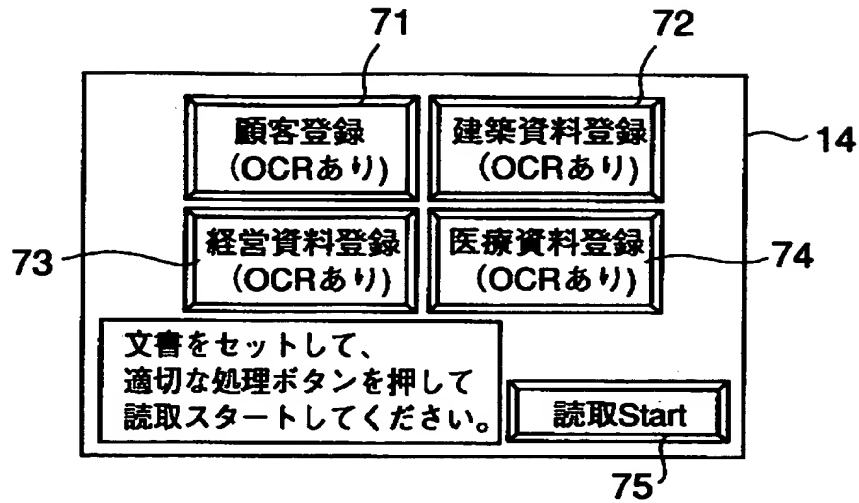 71
72
顧客登録
(OCRあり)
建築資料登録
(OCRあり)
14
73
経営資料登録
(OCRあり)
医療資料登録
(OCRあり)
74
文書をセットして、
適切な処理ボタンを押して
読取スタートしてください。
読取Start
75